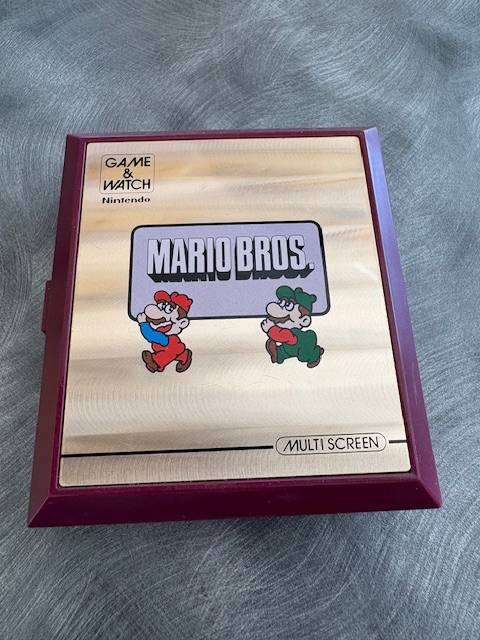 GAME
&
WATCH
Nintendo
MARIO BROS.
MULTI SCREEN